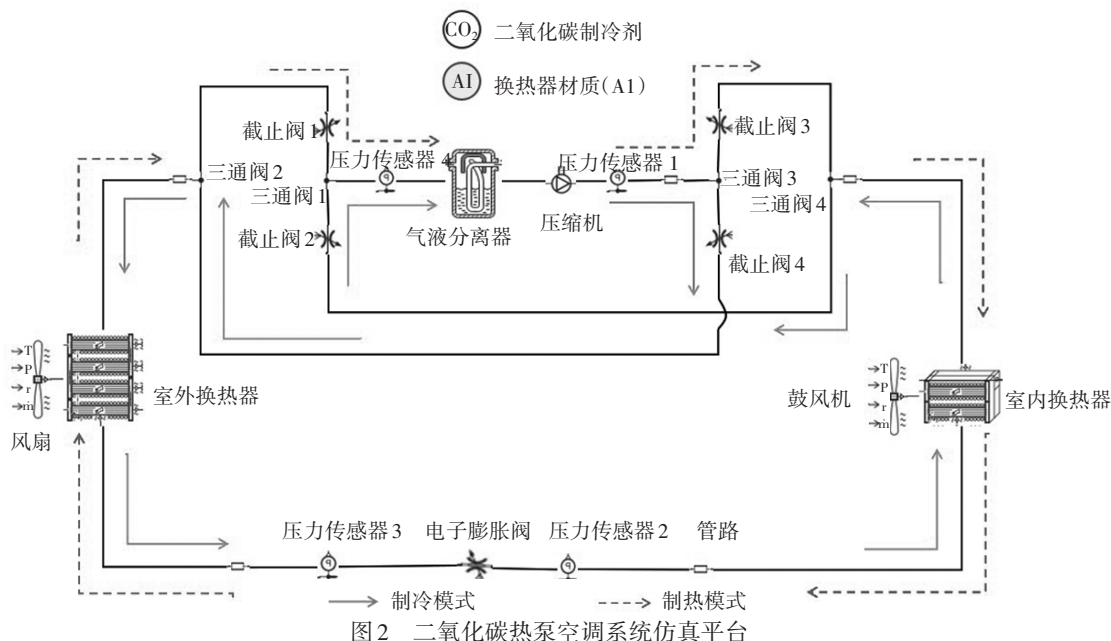 CO₂ 二氧化碳制冷剂
AI 换热器材质(A1)
截止阀1
截止阀3
压力传感器4
压力传感器1
三通阀2
三通阀1
三通阀3
三通阀4
气液分离器
压缩机
截止阀2
截止阀4
T
P
r
ṁ
室外换热器
风扇
T
P
r
ṁ
鼓风机
室内换热器
压力传感器3
电子膨胀阀
压力传感器2
管路
制冷模式
制热模式
图2 二氧化碳热泵空调系统仿真平台